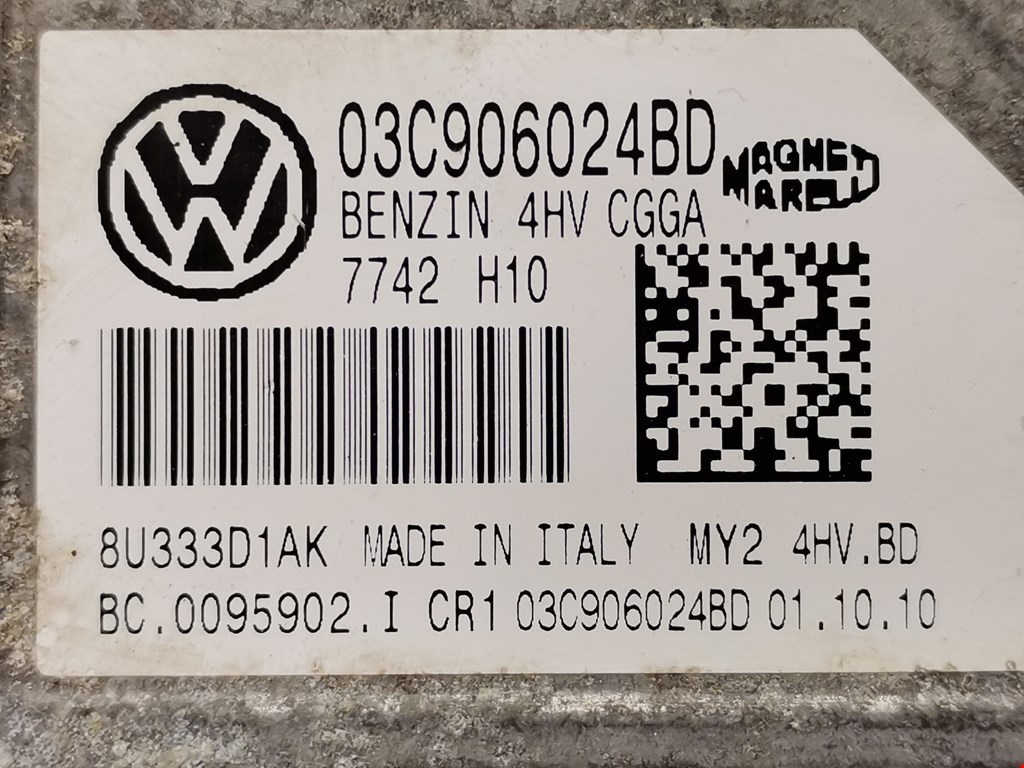 03C906024BD
MAGNETI
MARELLI
BENZIN 4HV CGGA
7742 H10
8U333D1AK MADE IN ITALY MY2 4HV.BD
BC.0095902.I CR1 03C906024BD 01.10.10